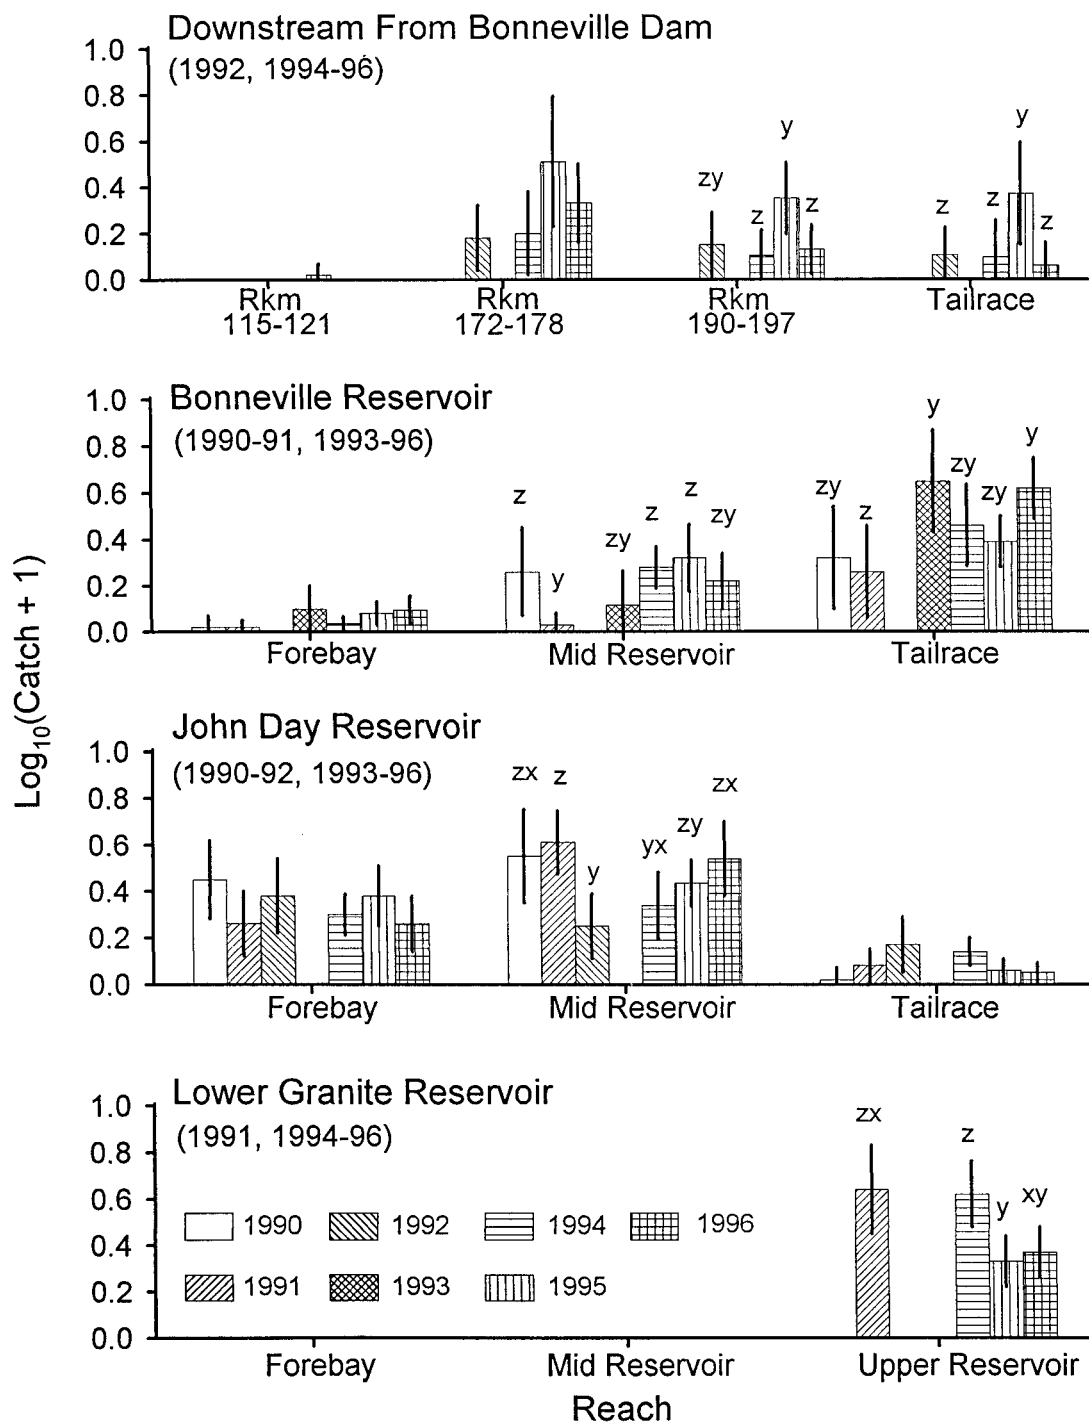 Downstream From Bonneville Dam
(1992, 1994-96)
1.0
0.8
0.6
0.4
0.2
0.0
zy
y
z
z
z
z
y
z
Rkm
115-121
Rkm
172-178
Rkm
190-197
Tailrace
Bonneville Reservoir
(1990-91, 1993-96)
1.0
0.8
0.6
0.4
0.2
0.0
z
y
zy
z
z
zy
zy
z
y
zy
zy
y
Forebay
Mid Reservoir
Tailrace
Log10(Catch + 1)
John Day Reservoir
(1990-92, 1993-96)
1.0
0.8
0.6
0.4
0.2
0.0
zx
z
y
yx
zy
zx
Forebay
Mid Reservoir
Tailrace
Lower Granite Reservoir
(1991, 1994-96)
1.0
0.8
0.6
0.4
0.2
0.0
zx
z
y
xy
1990
1992
1994
1996
1991
1993
1995
Forebay
Mid Reservoir
Upper Reservoir
Reach